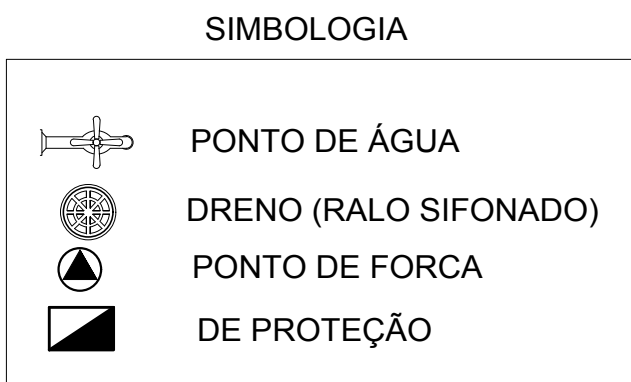 SIMBOLOGIA
PONTO DE ÁGUA
DRENO (RALO SIFONADO)
PONTO DE FORCA
DE PROTEÇÃO